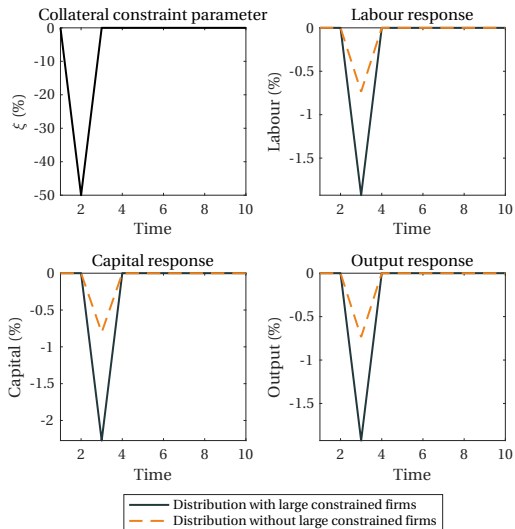 Collateral constraint parameter
0
-10
-20
-30
-40
-50
ξ (%)
2 4 6 8 10
Time
Labour response
0
-0.5
-1
-1.5
Labour (%)
2 4 6 8 10
Time
Capital response
0
-0.5
-1
-1.5
-2
Capital (%)
2 4 6 8 10
Time
Output response
0
-0.5
-1
-1.5
Output (%)
2 4 6 8 10
Time
Distribution with large constrained firms
Distribution without large constrained firms